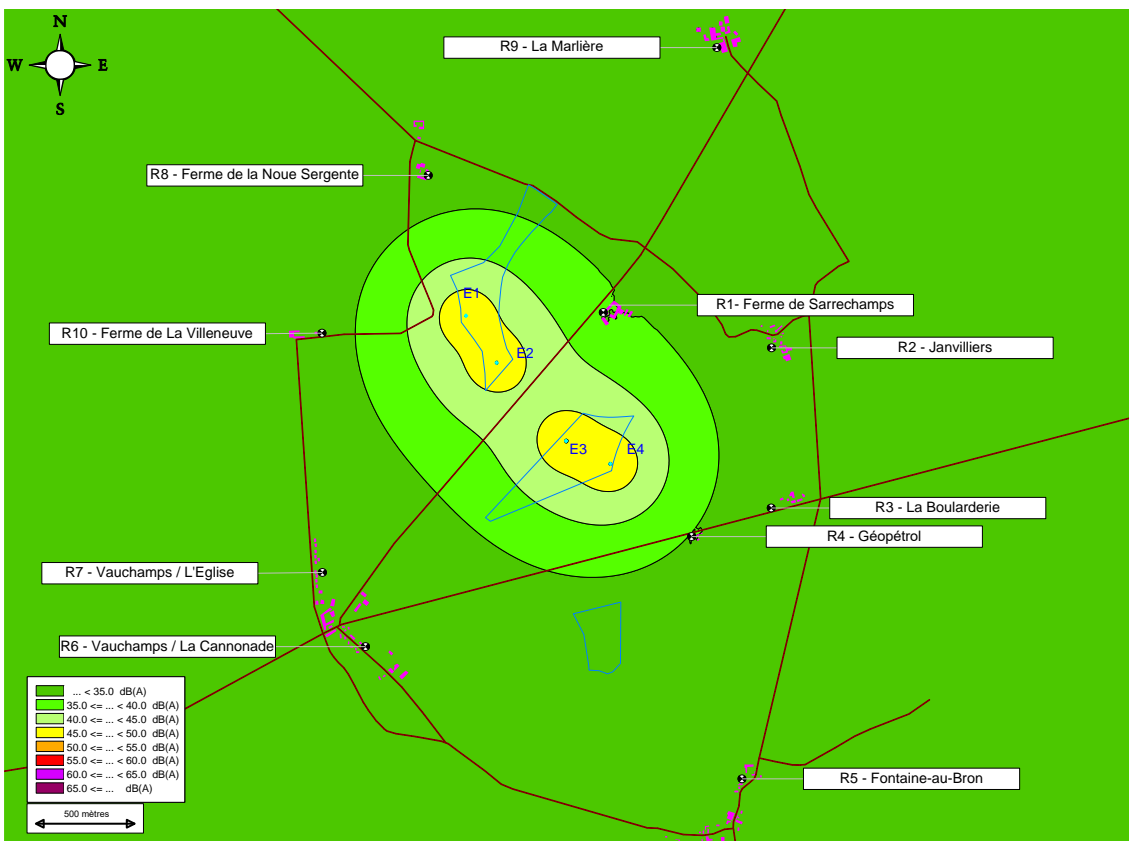 N
W E
S
R9 - La Marlière
R8 - Ferme de la Noue Sergente
E1
R1- Ferme de Sarrechamps
R10 - Ferme de La Villeneuve
R2 - Janvilliers
E2
E3
E4
R3 - La Boularderie
R4 - Géopétrol
R7 - Vauchamps / L'Eglise
R6 - Vauchamps / La Cannonade
R5 - Fontaine-au-Bron
... < 35.0 dB(A)
35.0 <= ... < 40.0 dB(A)
40.0 <= ... < 45.0 dB(A)
45.0 <= ... < 50.0 dB(A)
50.0 <= ... < 55.0 dB(A)
55.0 <= ... < 60.0 dB(A)
60.0 <= ... < 65.0 dB(A)
65.0 <= ... dB(A)
500 mètres